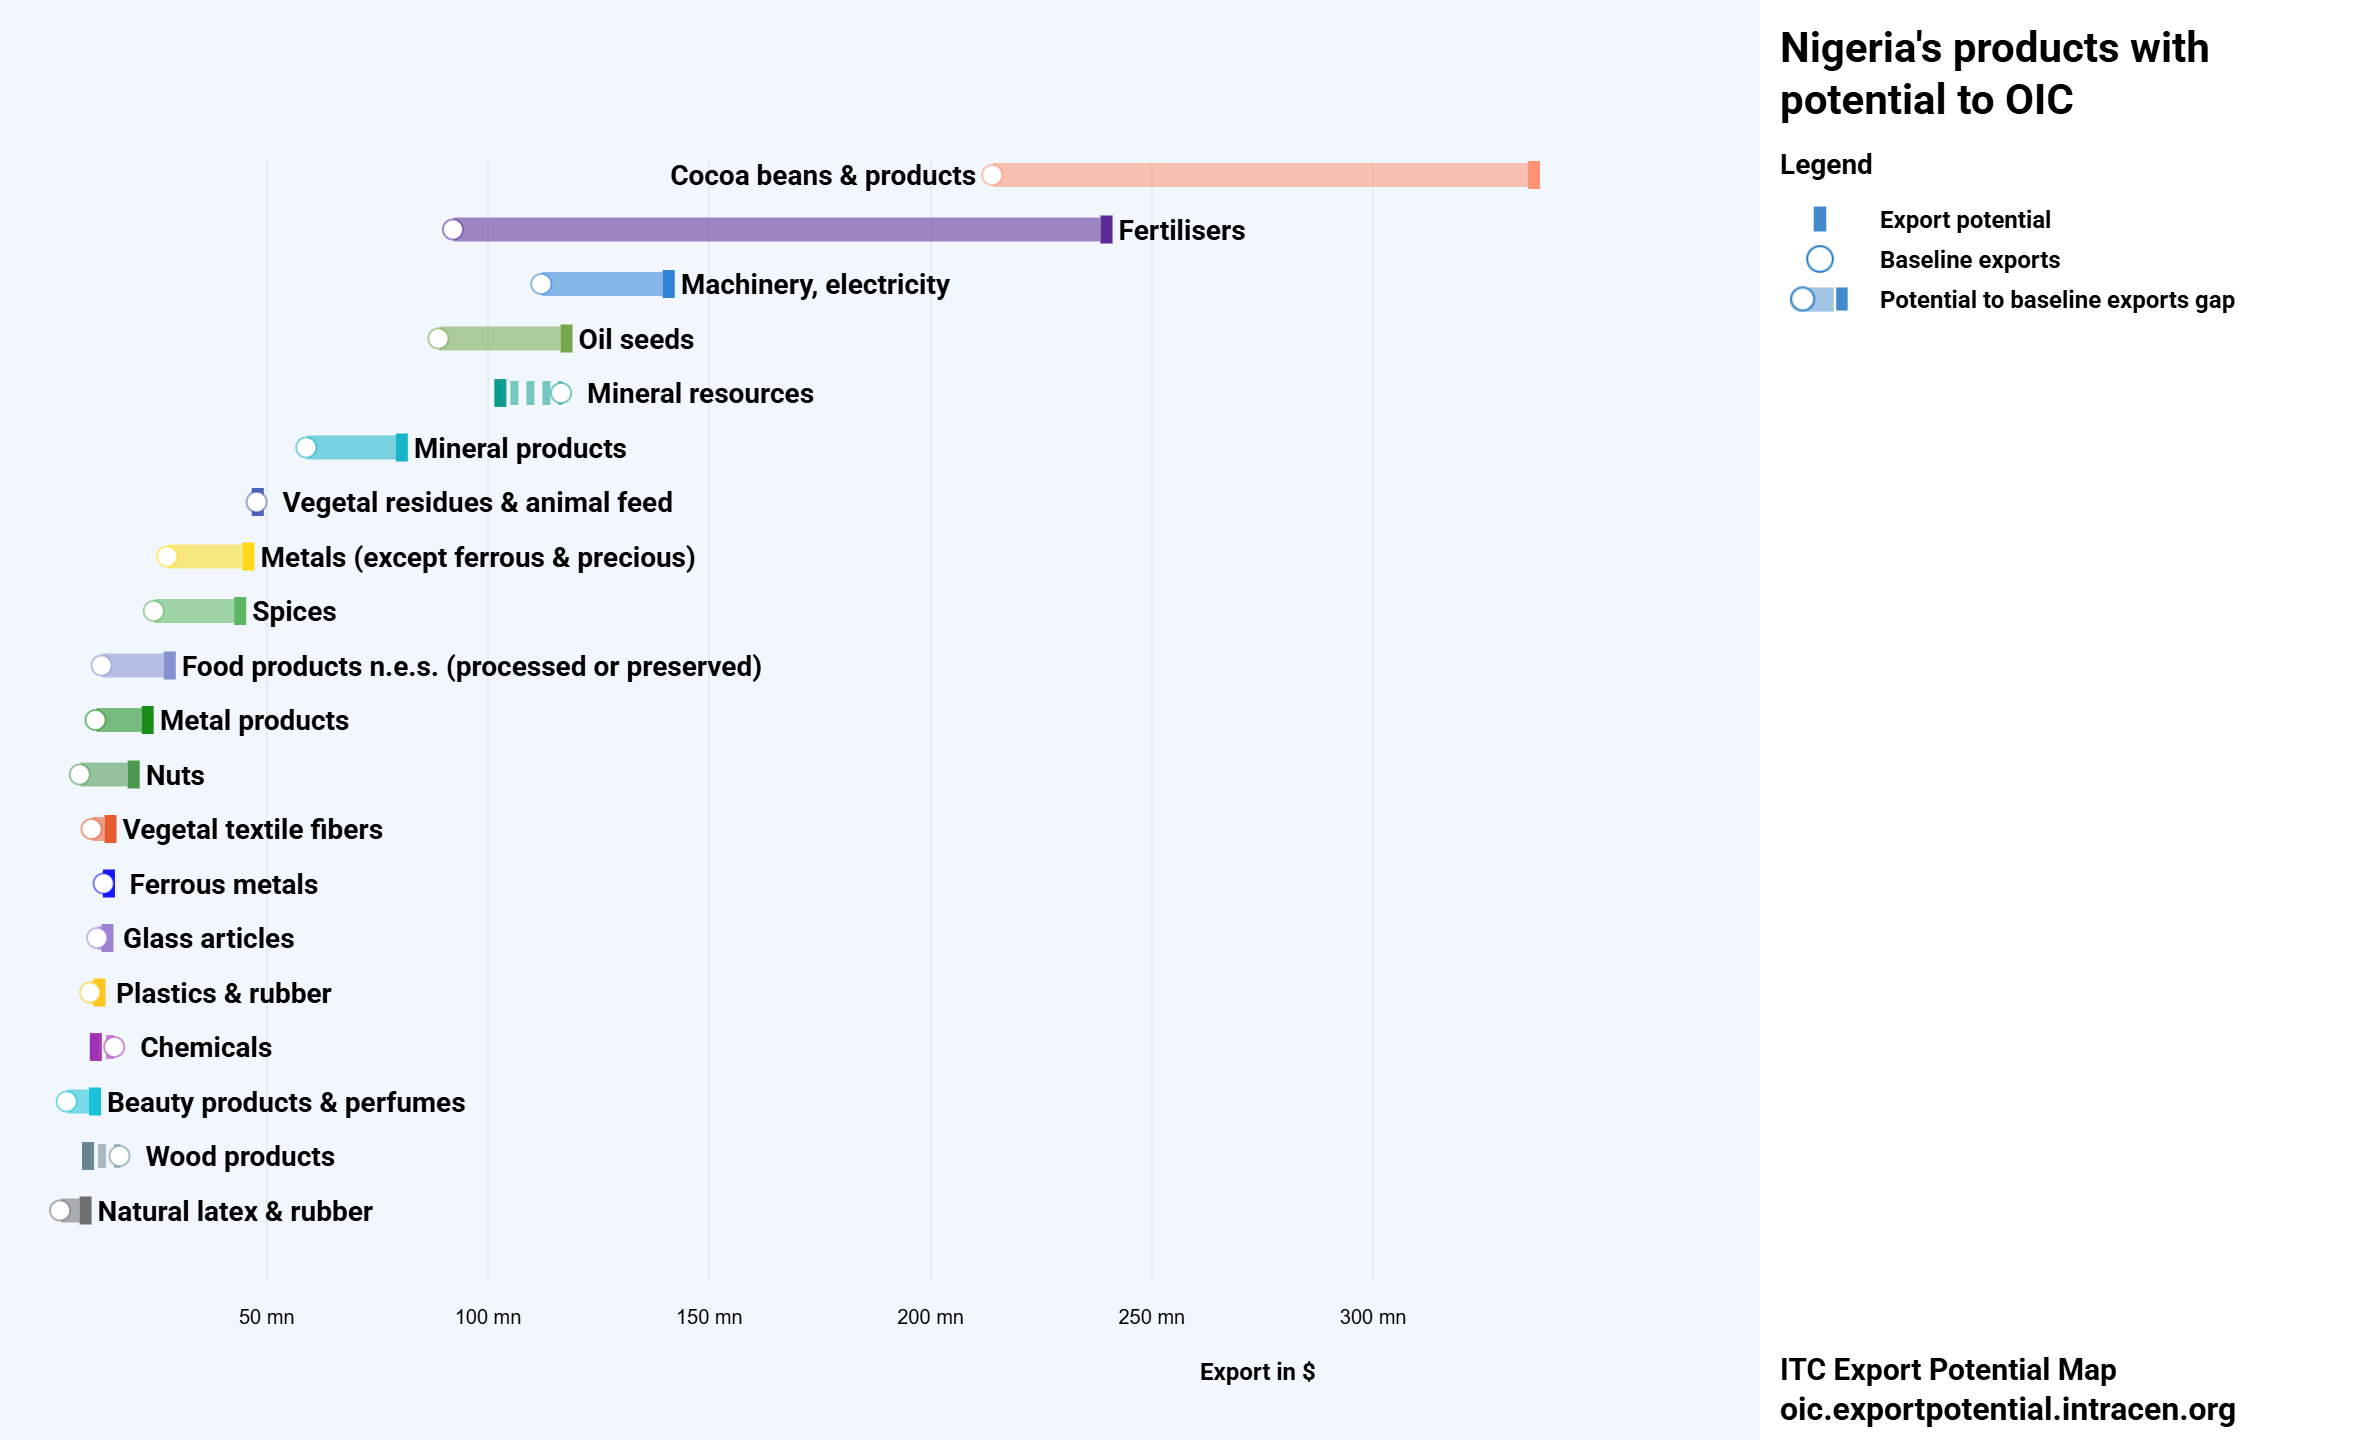 Nigeria's products with
potential to OIC
Legend
Export potential
Baseline exports
Potential to baseline exports gap
Cocoa beans & products
Fertilisers
Machinery, electricity
Oil seeds
Mineral resources
Mineral products
Vegetal residues & animal feed
Metals (except ferrous & precious)
Spices
Food products n.e.s. (processed or preserved)
Metal products
Nuts
Vegetal textile fibers
Ferrous metals
Glass articles
Plastics & rubber
Chemicals
Beauty products & perfumes
Wood products
Natural latex & rubber
50 mn 100 mn 150 mn 200 mn 250 mn 300 mn
Export in $
ITC Export Potential Map
oic.exportpotential.intracen.org